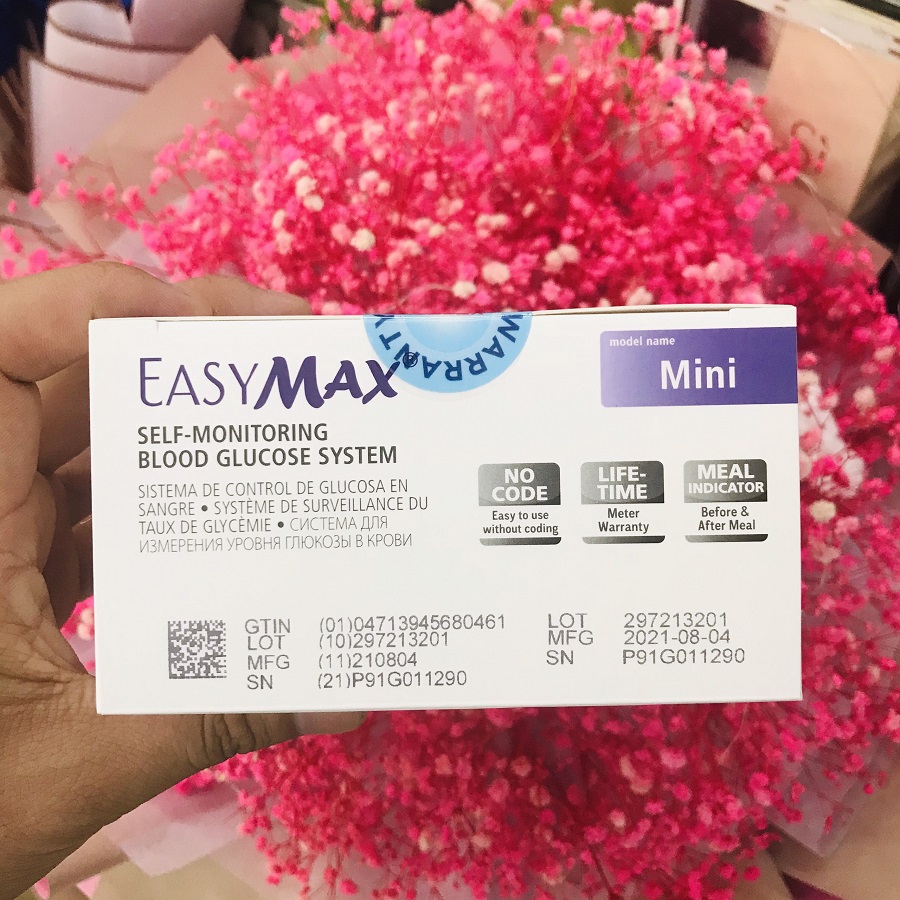 WARRANTY
EASYMAX®
model name
Mini
SELF-MONITORING
BLOOD GLUCOSE SYSTEM
SISTEMA DE CONTROL DE GLUCOSA EN
SANGRE • SYSTÈME DE SURVEILLANCE DU
TAUX DE GLYCÈMIE • СИСТЕМА ДЛЯ
ИЗМЕРЕНИЯ УРОВНЯ ГЛЮКОЗЫ В КРОВИ
NO
CODE
Easy to use
without coding
LIFE-
TIME
Meter
Warranty
MEAL
INDICATOR
Before &
After Meal
GTIN (01)04713945680461
LOT (10)297213201
MFG (11)210804
SN (21)P91G011290
LOT 297213201
MFG 2021-08-04
SN P91G011290